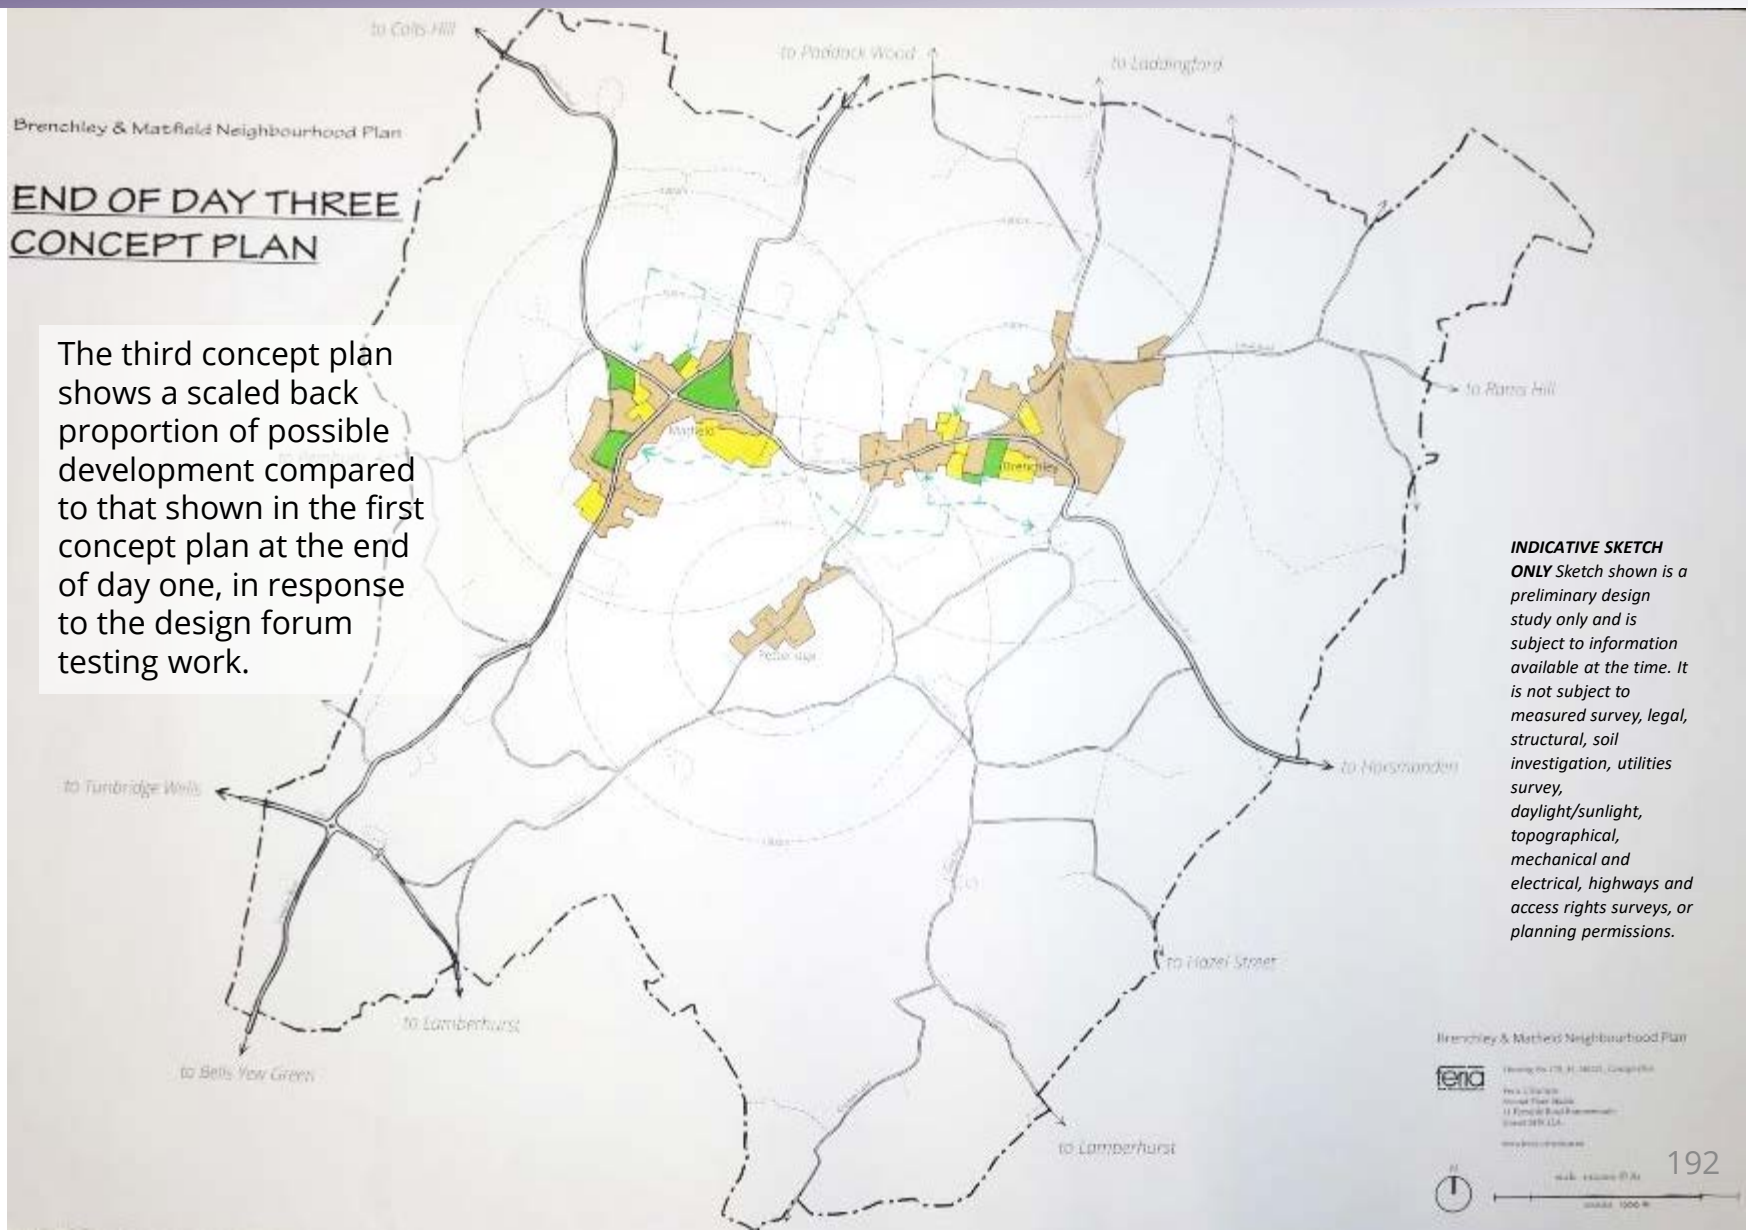 to Colts Hill
to Paddock Wood
to Laddingford
Brenchley & Matfield Neighbourhood Plan
END OF DAY THREE
CONCEPT PLAN
The third concept plan
shows a scaled back
proportion of possible
development compared
to that shown in the first
concept plan at the end
of day one, in response
to the design forum
testing work.
to Rams Hill
Matfield
Brenchley
INDICATIVE SKETCH
ONLY Sketch shown is a
preliminary design
study only and is
subject to information
available at the time. It
is not subject to
measured survey, legal,
structural, soil
investigation, utilities
survey,
daylight/sunlight,
topographical,
mechanical and
electrical, highways and
access rights surveys, or
planning permissions.
to Horsmonden
to Tunbridge Wells
to Hazel Street
to Lamberhurst
to Bells Yew Green
to Lamberhurst
Brenchley & Matfield Neighbourhood Plan
feria
N
192